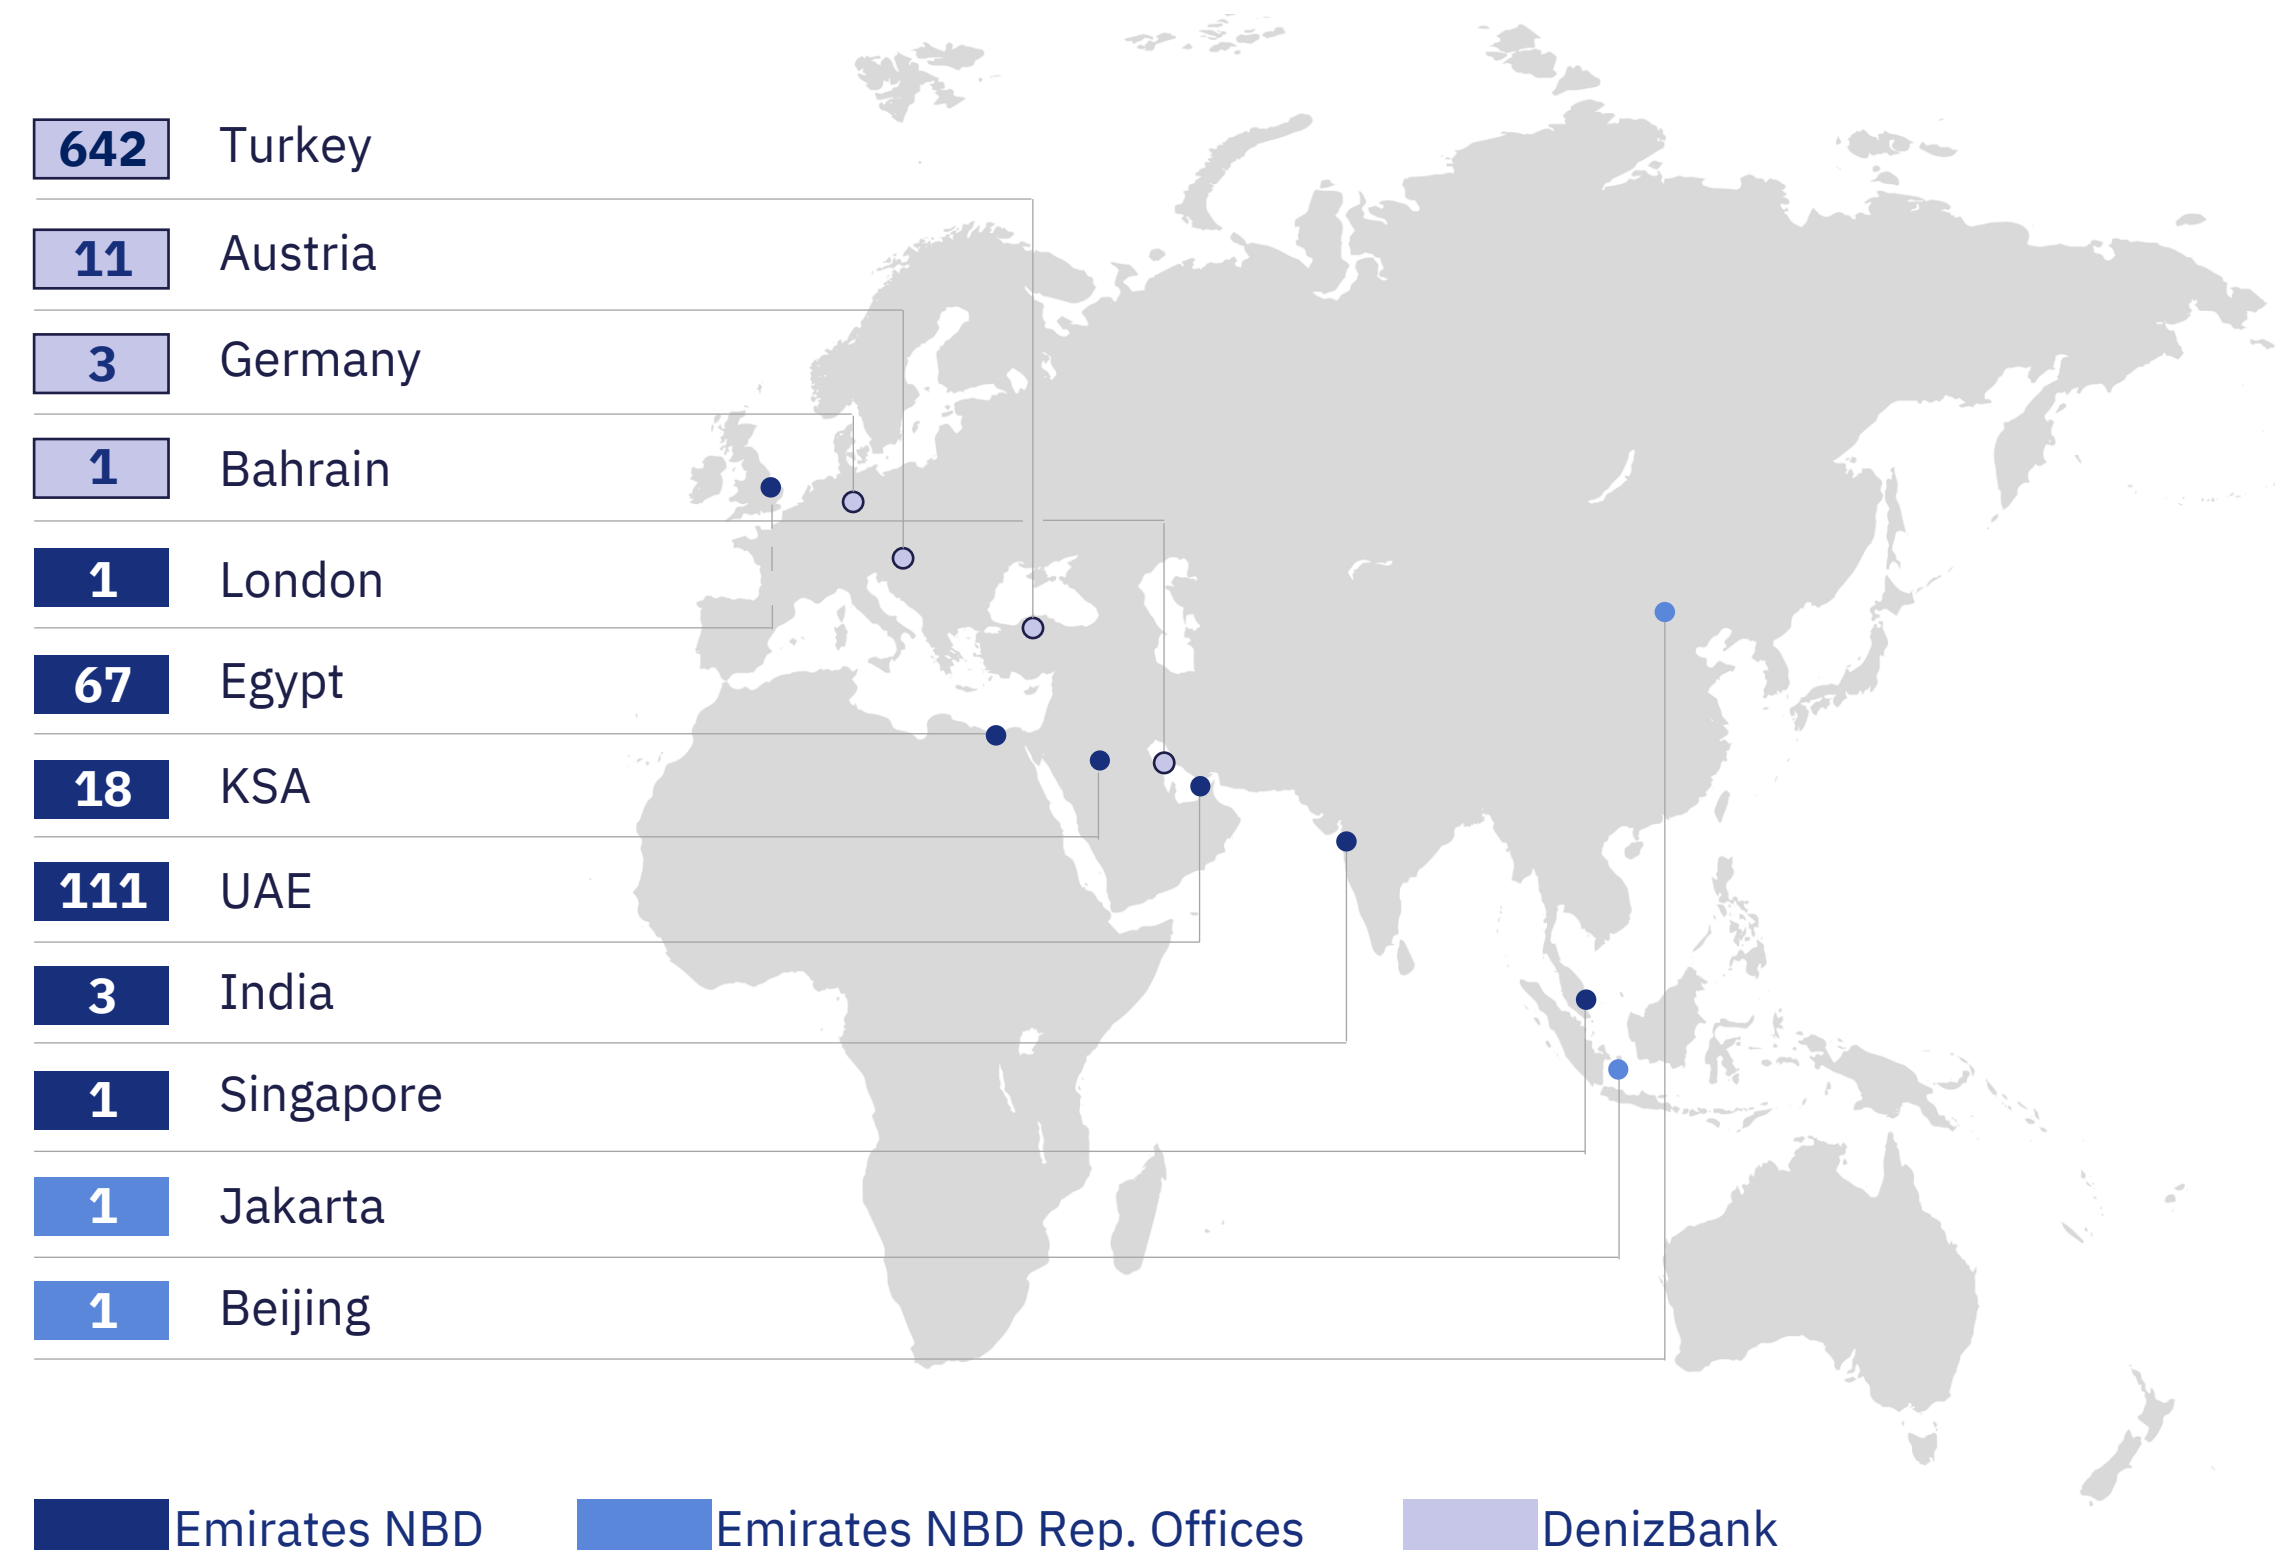 642 Turkey
11 Austria
3 Germany
1 Bahrain
1 London
67 Egypt
18 KSA
111 UAE
3 India
1 Singapore
1 Jakarta
1 Beijing
Emirates NBD Emirates NBD Rep. Offices DenizBank